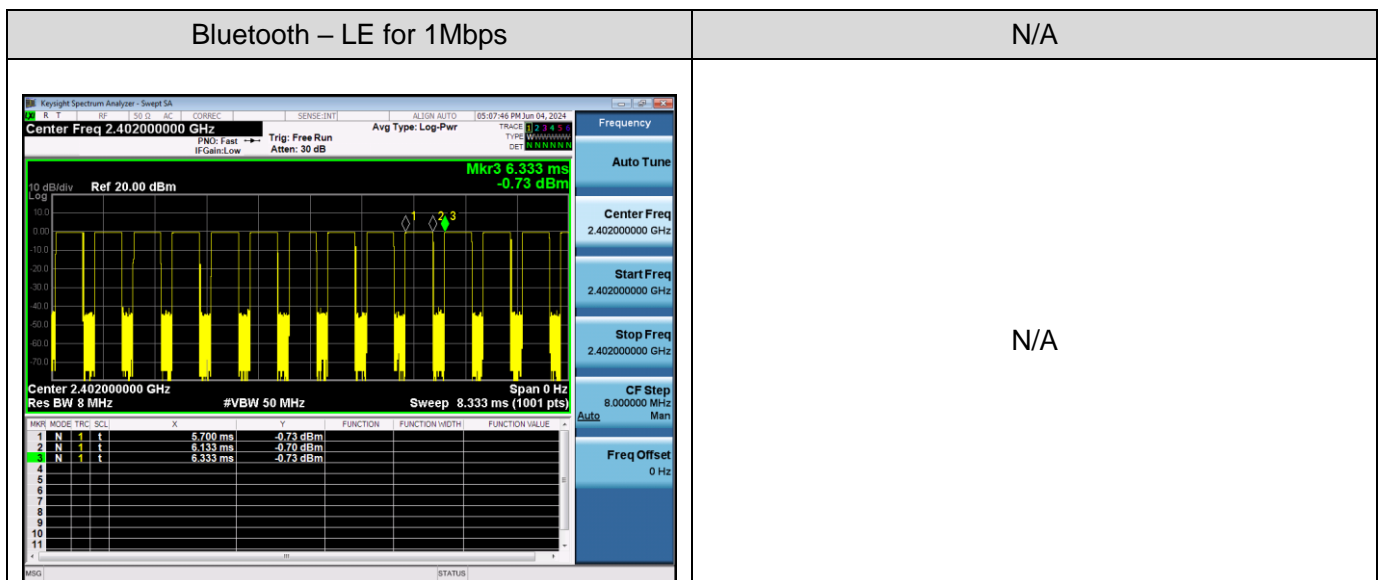 Bluetooth – LE for 1Mbps N/A
Keysight Spectrum Analyzer - Swept SA
R T RF 50 Ω AC CORREC SENSE:INT ALIGN AUTO 05:07:46 PM Jun 04, 2024
Center Freq 2.402000000 GHz Avg Type: Log-Pwr TRACE 1 2 3 4 5 6
PNO: Fast Trig: Free Run TYPE WWWWWW
IFGain:Low Atten: 30 dB DET N N N N N N
Frequency
Auto Tune
Mkr3 6.333 ms
-0.73 dBm
10 dB/div Ref 20.00 dBm
Log
10.0
0.00
-10.0
-20.0
-30.0
-40.0
-50.0
-60.0
-70.0
1 2 3
Center Freq
2.402000000 GHz
Start Freq
2.402000000 GHz
Stop Freq
2.402000000 GHz
Center 2.402000000 GHz Span 0 Hz
Res BW 8 MHz #VBW 50 MHz Sweep 8.333 ms (1001 pts)
CF Step
8.000000 MHz
Auto Man
MKR MODE TRC SCL X Y FUNCTION FUNCTION WIDTH FUNCTION VALUE
1 N 1 t 5.700 ms -0.73 dBm
2 N 1 t 6.133 ms -0.70 dBm
3 N 1 t 6.333 ms -0.73 dBm
4
5
6
7
8
9
10
11
Freq Offset
0 Hz
MSG STATUS
N/A